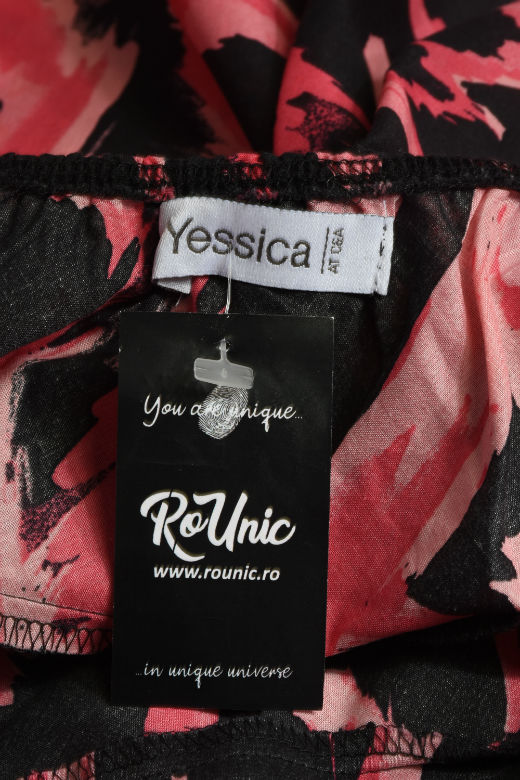 Yessica
AT C&A
You are unique...
RoUnic
www.rounic.ro
...in unique universe